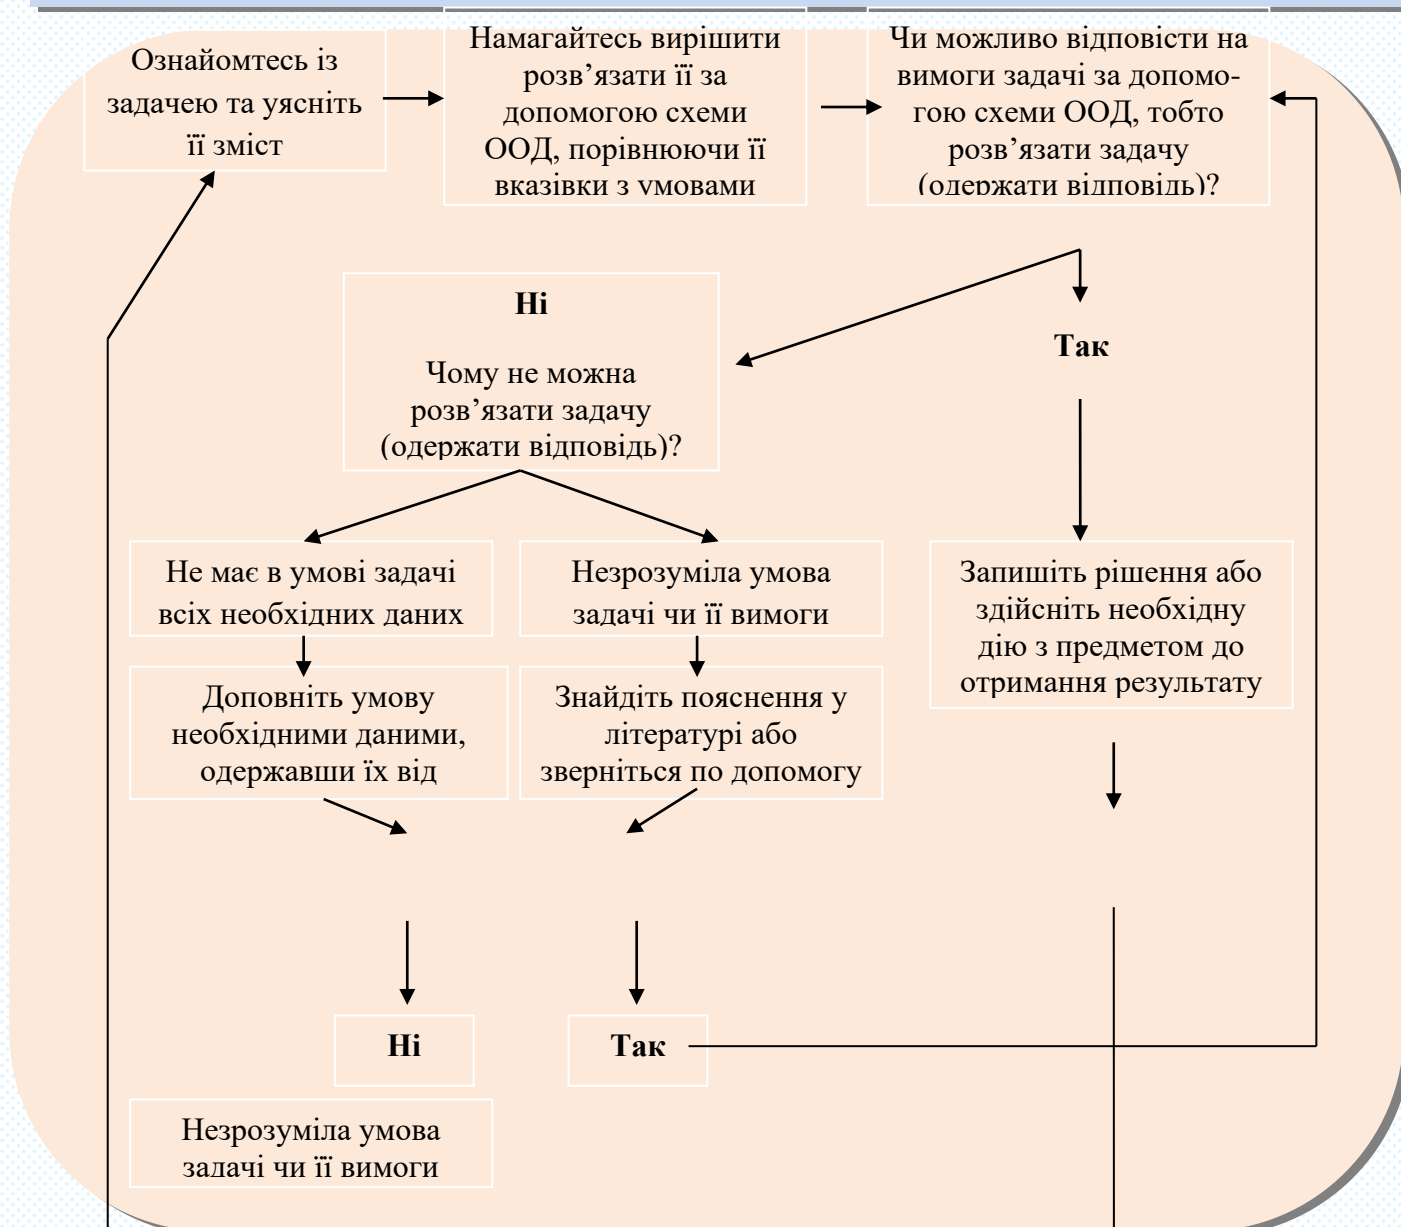 Ознайомтесь із
задачею та уясніть
її зміст
Намагайтесь вирішити
розв’язати її за
допомогою схеми
ООД, порівнюючи її
вказівки з умовами
Чи можливо відповісти на
вимоги задачі за допомо-
гою схеми ООД, тобто
розв’язати задачу
(одержати відповідь)?
Ні
Чому не можна
розв’язати задачу
(одержати відповідь)?
Так
Не має в умові задачі
всіх необхідних даних
Незрозуміла умова
задачі чи її вимоги
Запишіть рішення або
здійсніть необхідну
дію з предметом до
отримання результату
Доповніть умову
необхідними даними,
одержавши їх від
Знайдіть пояснення у
літературі або
зверніться по допомогу
Ні
Так
Незрозуміла умова
задачі чи її вимоги